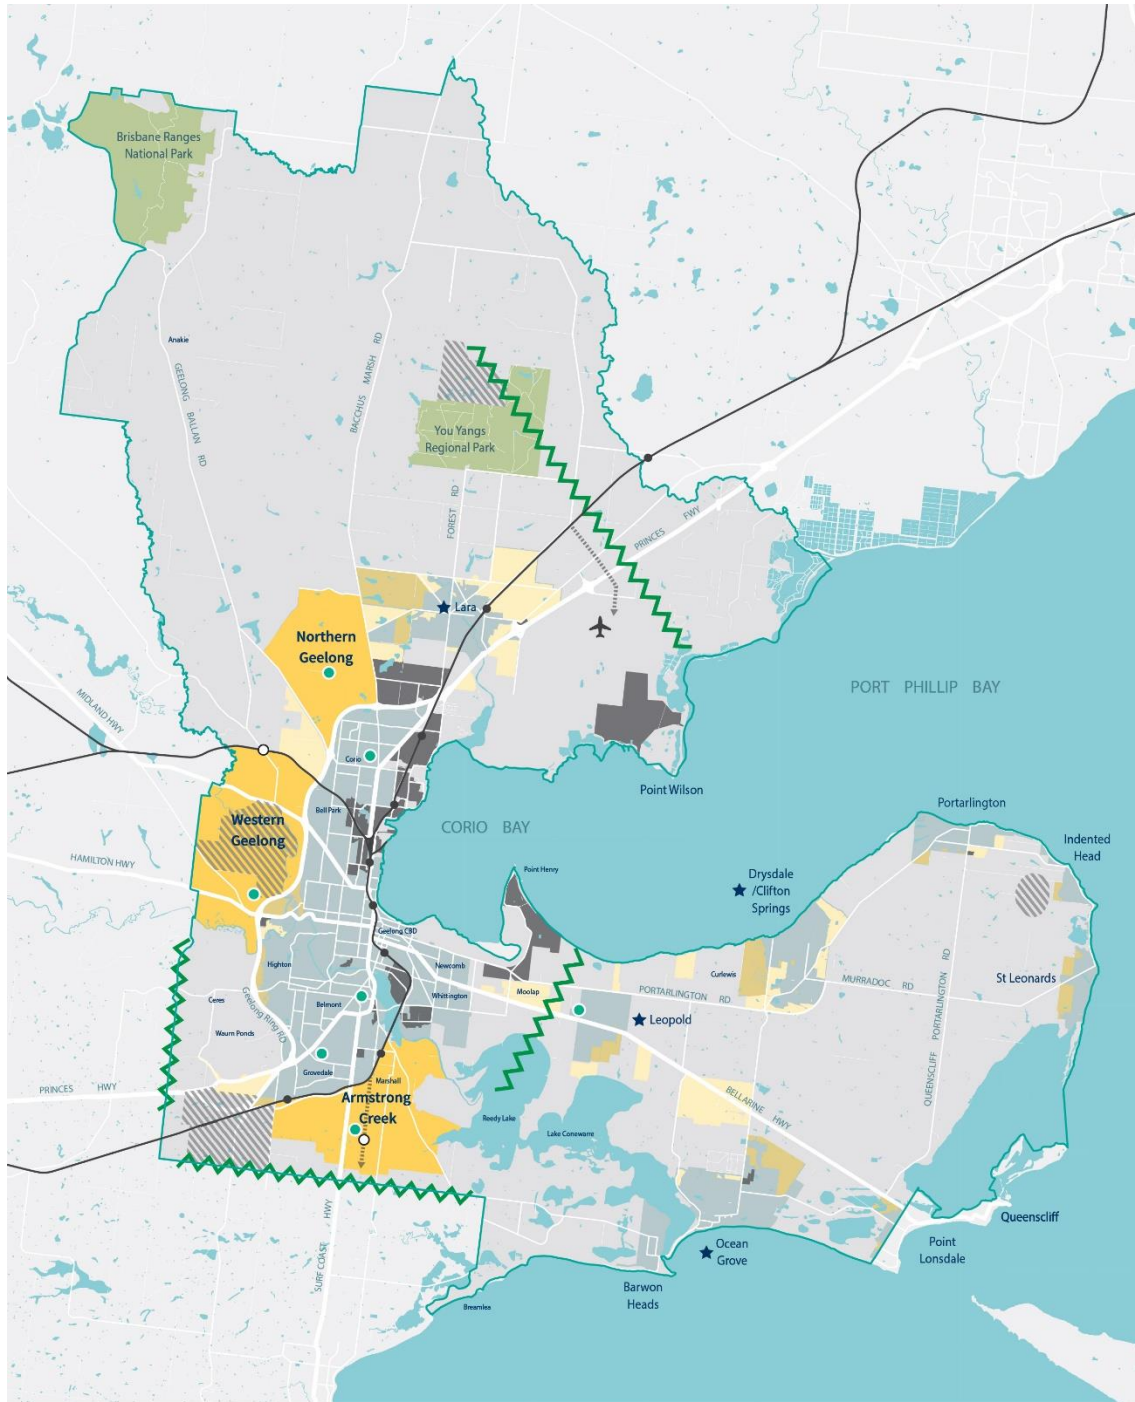 Brisbane Ranges
National Park
Anakie
GEELONG BALLAN RD
BACCHUS MARSH RD
You Yangs
Regional Park
FOREST RD
PRINCES FWY
Lara
Northern
Geelong
MIDLAND HWY
PORT PHILLIP BAY
Corio
Point Wilson
Bell Park
CORIO BAY
Portarlington
Western
Geelong
Indented
Head
HAMILTON HWY
Point Henry
Drysdale
/Clifton
Springs
Geelong CBD
Highton
Newcomb
Curlewis
MURRADOC RD
St Leonards
QUEENSCLIFF PORTARLINGTON RD
Ceres
Geelong Ring RD
Belmont
Whittington
Moolap
PORTARLINGTON RD
Leopold
Waurn Ponds
Grovedale
PRINCES HWY
Marshall
Armstrong
Creek
BELLARINE HWY
Reedy Lake
Lake Connewarre
SURF COAST HWY
Queenscliff
Point
Lonsdale
Ocean
Grove
Barwon
Heads
Breamlea